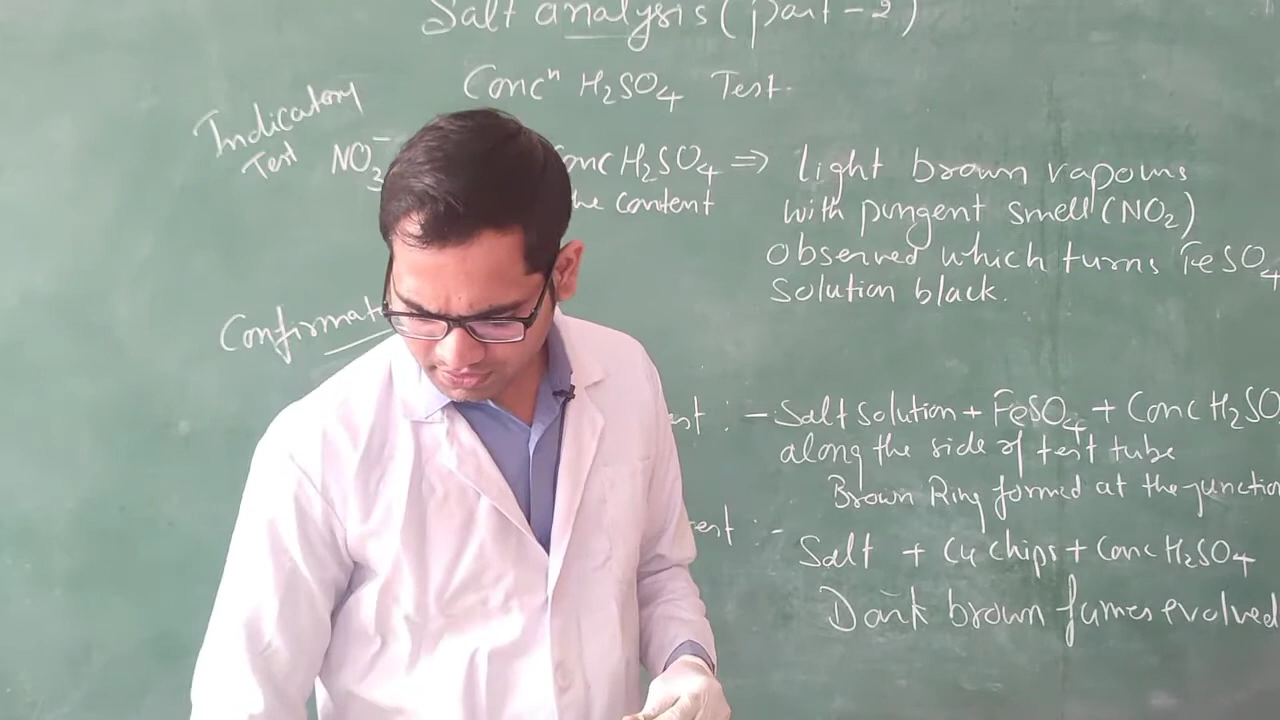 Salt analysis (part - 2)
Concⁿ H₂SO₄ Test.
Indicatory
Test NO₃⁻
Conc H₂SO₄ ⇒ light brown vapours
the content
with pungent smell (NO₂)
Observed which turns FeSO₄
Solution black.
Confirmat
st : - Salt solution + FeSO₄ + Conc H₂SO
along the side of test tube
Brown Ring formed at the junction
est :-
Salt + Cu chips + Conc H₂SO₄
Dark brown fumes evolved